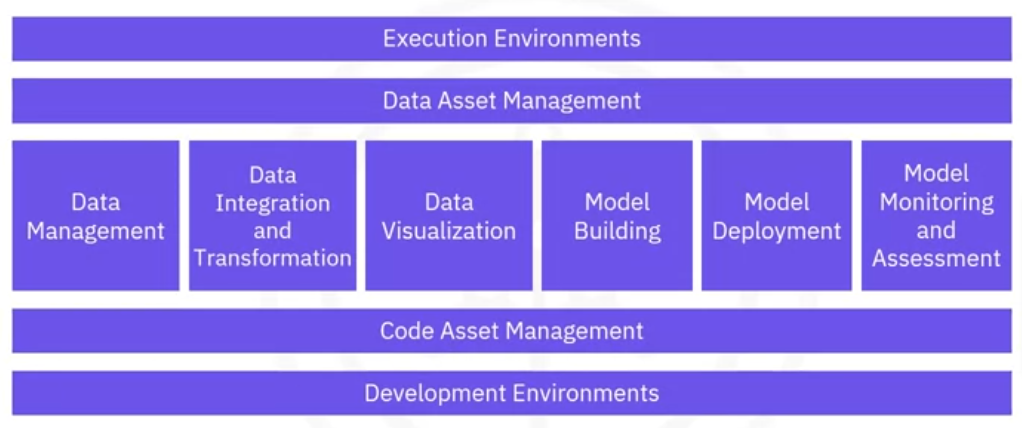 Execution Environments
Data Asset Management
Data
Management
Data
Integration
and
Transformation
Data
Visualization
Model
Building
Model
Deployment
Model
Monitoring
and
Assessment
Code Asset Management
Development Environments